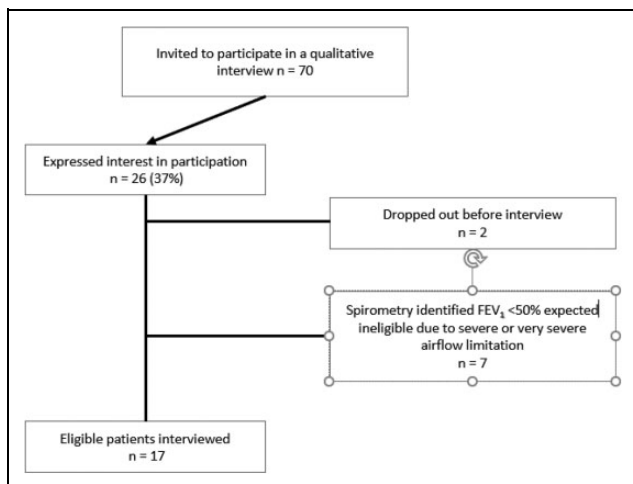 Invited to participate in a qualitative
interview n = 70
Expressed interest in participation
n = 26 (37%)
Dropped out before interview
n = 2
Spirometry identified FEV₁ <50% expected
ineligible due to severe or very severe
airflow limitation
n = 7
Eligible patients interviewed
n = 17